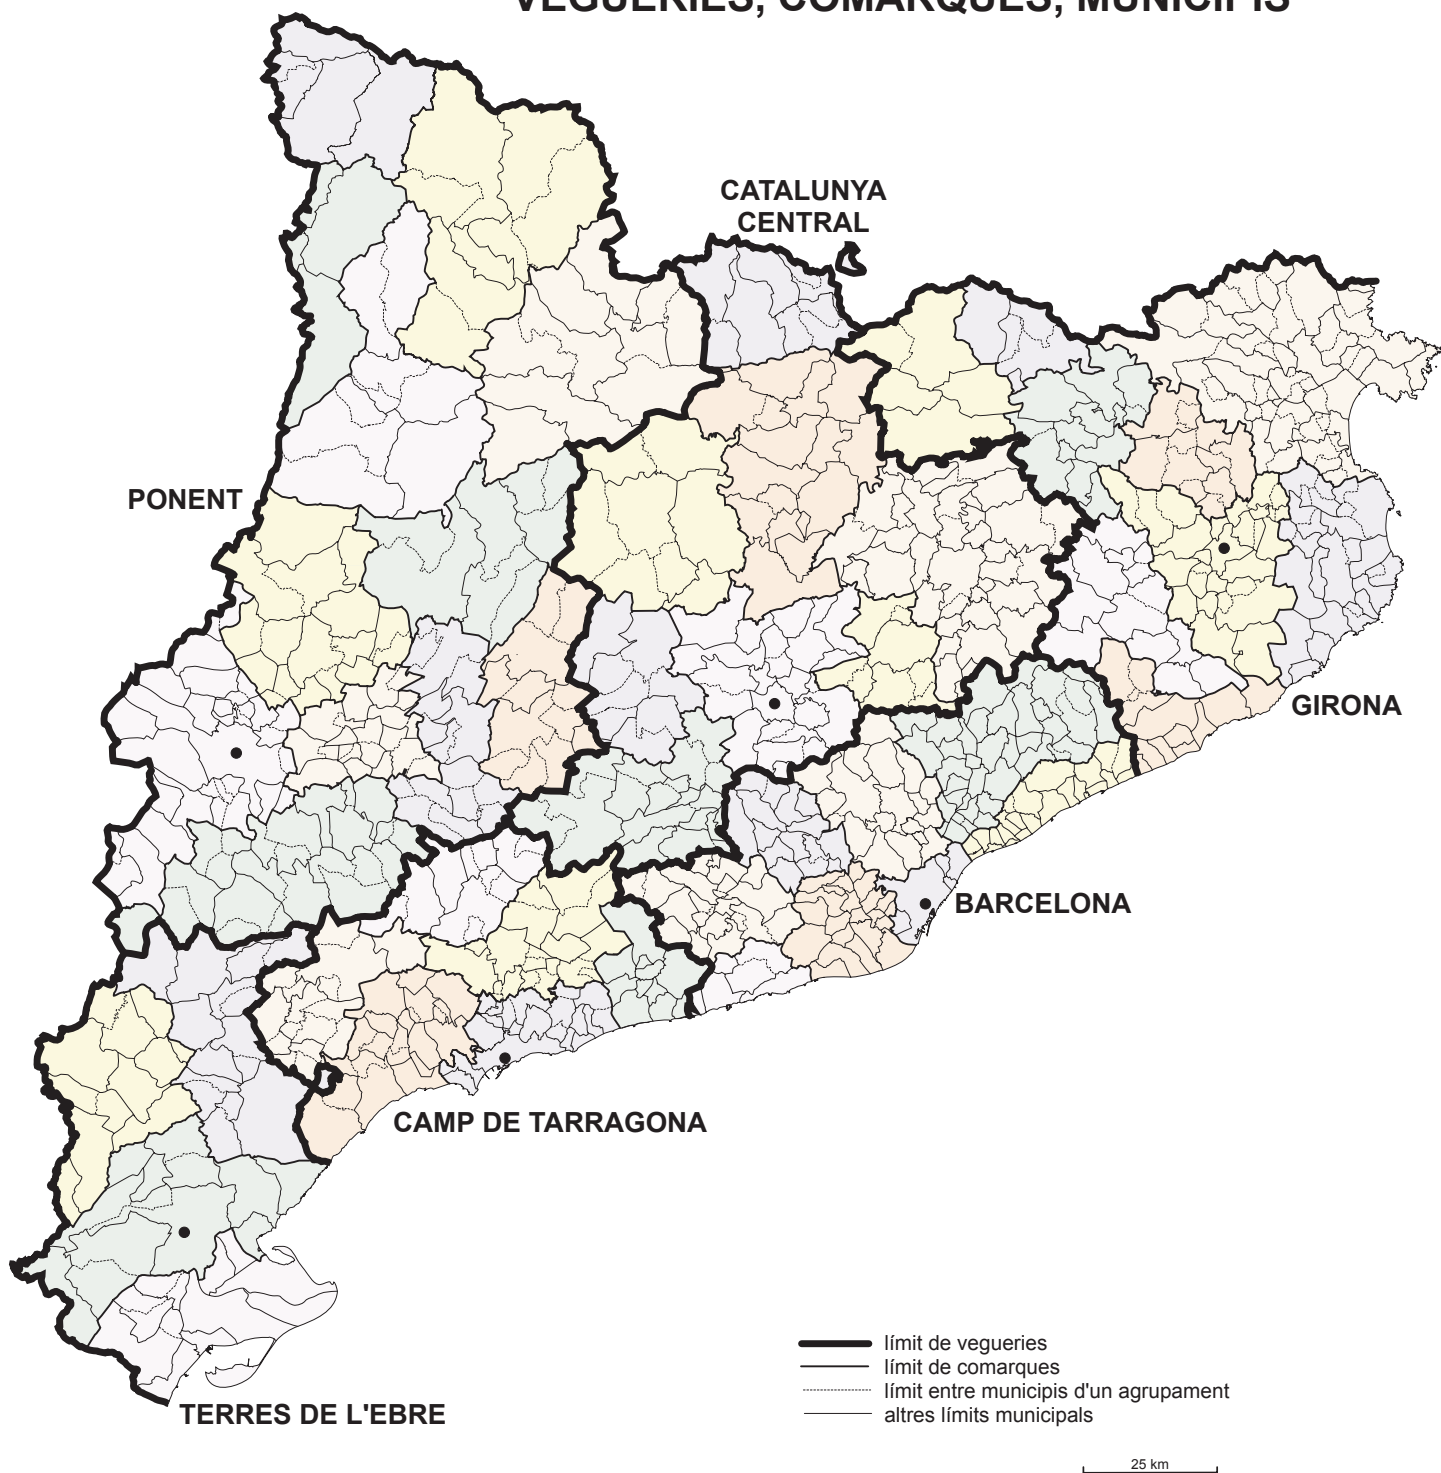 VEGUERIES, COMARQUES, MUNICIPIS
CATALUNYA
CENTRAL
PONENT
GIRONA
BARCELONA
CAMP DE TARRAGONA
TERRES DE L'EBRE
límit de vegueries
límit de comarques
límit entre municipis d'un agrupament
altres límits municipals
25 km